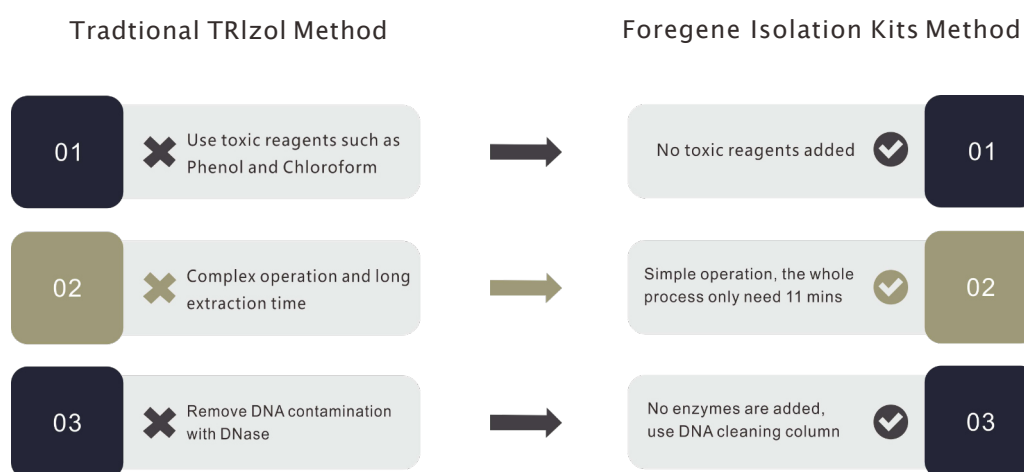 Tradtional TRlzol Method
Foregene Isolation Kits Method
01
Use toxic reagents such as
Phenol and Chloroform
No toxic reagents added
01
02
Complex operation and long
extraction time
Simple operation, the whole
process only need 11 mins
02
03
Remove DNA contamination
with DNase
No enzymes are added,
use DNA cleaning column
03